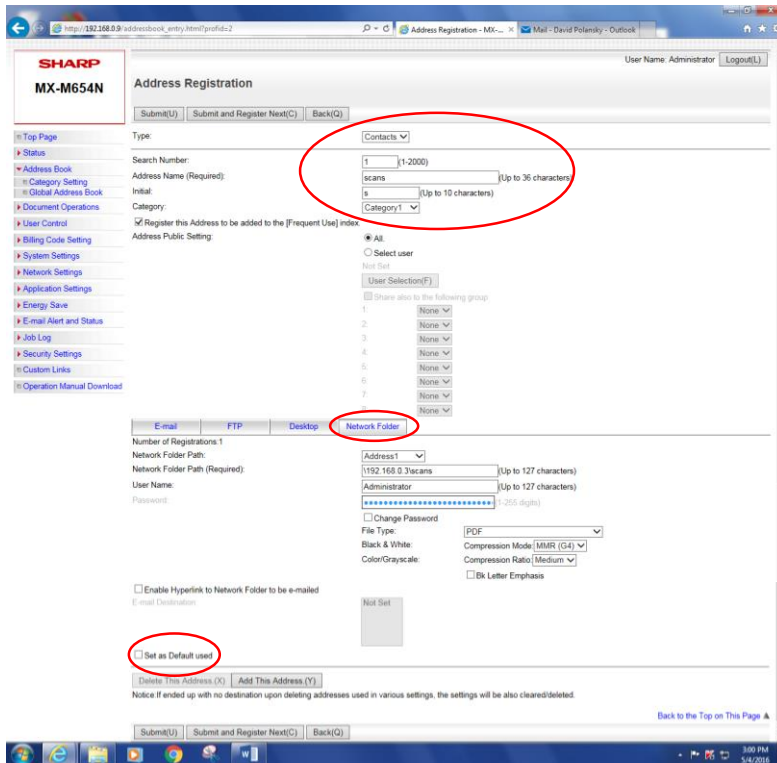 http://192.168.0.9/addressbook_entry.html?profid=2
Address Registration - MX-...
Mail - David Polansky - Outlook
SHARP
MX-M654N
User Name: Administrator Logout(L)
Address Registration
Submit(U) Submit and Register Next(C) Back(Q)
Top Page
Status
Address Book
Category Setting
Global Address Book
Document Operations
User Control
Billing Code Setting
System Settings
Network Settings
Application Settings
Energy Save
E-mail Alert and Status
Job Log
Security Settings
Custom Links
Operation Manual Download
Type: Contacts
Search Number: 1 (1-2000)
Address Name (Required): scans (Up to 36 characters)
Initial: s (Up to 10 characters)
Category: Category1
Register this Address to be added to the [Frequent Use] index.
Address Public Setting: All.
Select user
Not Set
User Selection(F)
Share also to the following group
1: None
2: None
3: None
4: None
5: None
6: None
7: None
None
E-mail FTP Desktop Network Folder
Number of Registrations:1
Network Folder Path: Address1
Network Folder Path (Required): \192.168.0.3\scans (Up to 127 characters)
User Name: Administrator (Up to 127 characters)
Password: (1-255 digits)
Change Password
File Type: PDF
Black & White: Compression Mode: MMR (G4)
Color/Grayscale: Compression Ratio: Medium
Bk Letter Emphasis
Enable Hyperlink to Network Folder to be e-mailed
E-mail Destination Not Set
Set as Default used
Delete This Address.(X) Add This Address.(Y)
Notice:If ended up with no destination upon deleting addresses used in various settings, the settings will be also cleared/deleted.
Back to the Top on This Page
Submit(U) Submit and Register Next(C) Back(Q)
3:00 PM
5/4/2016